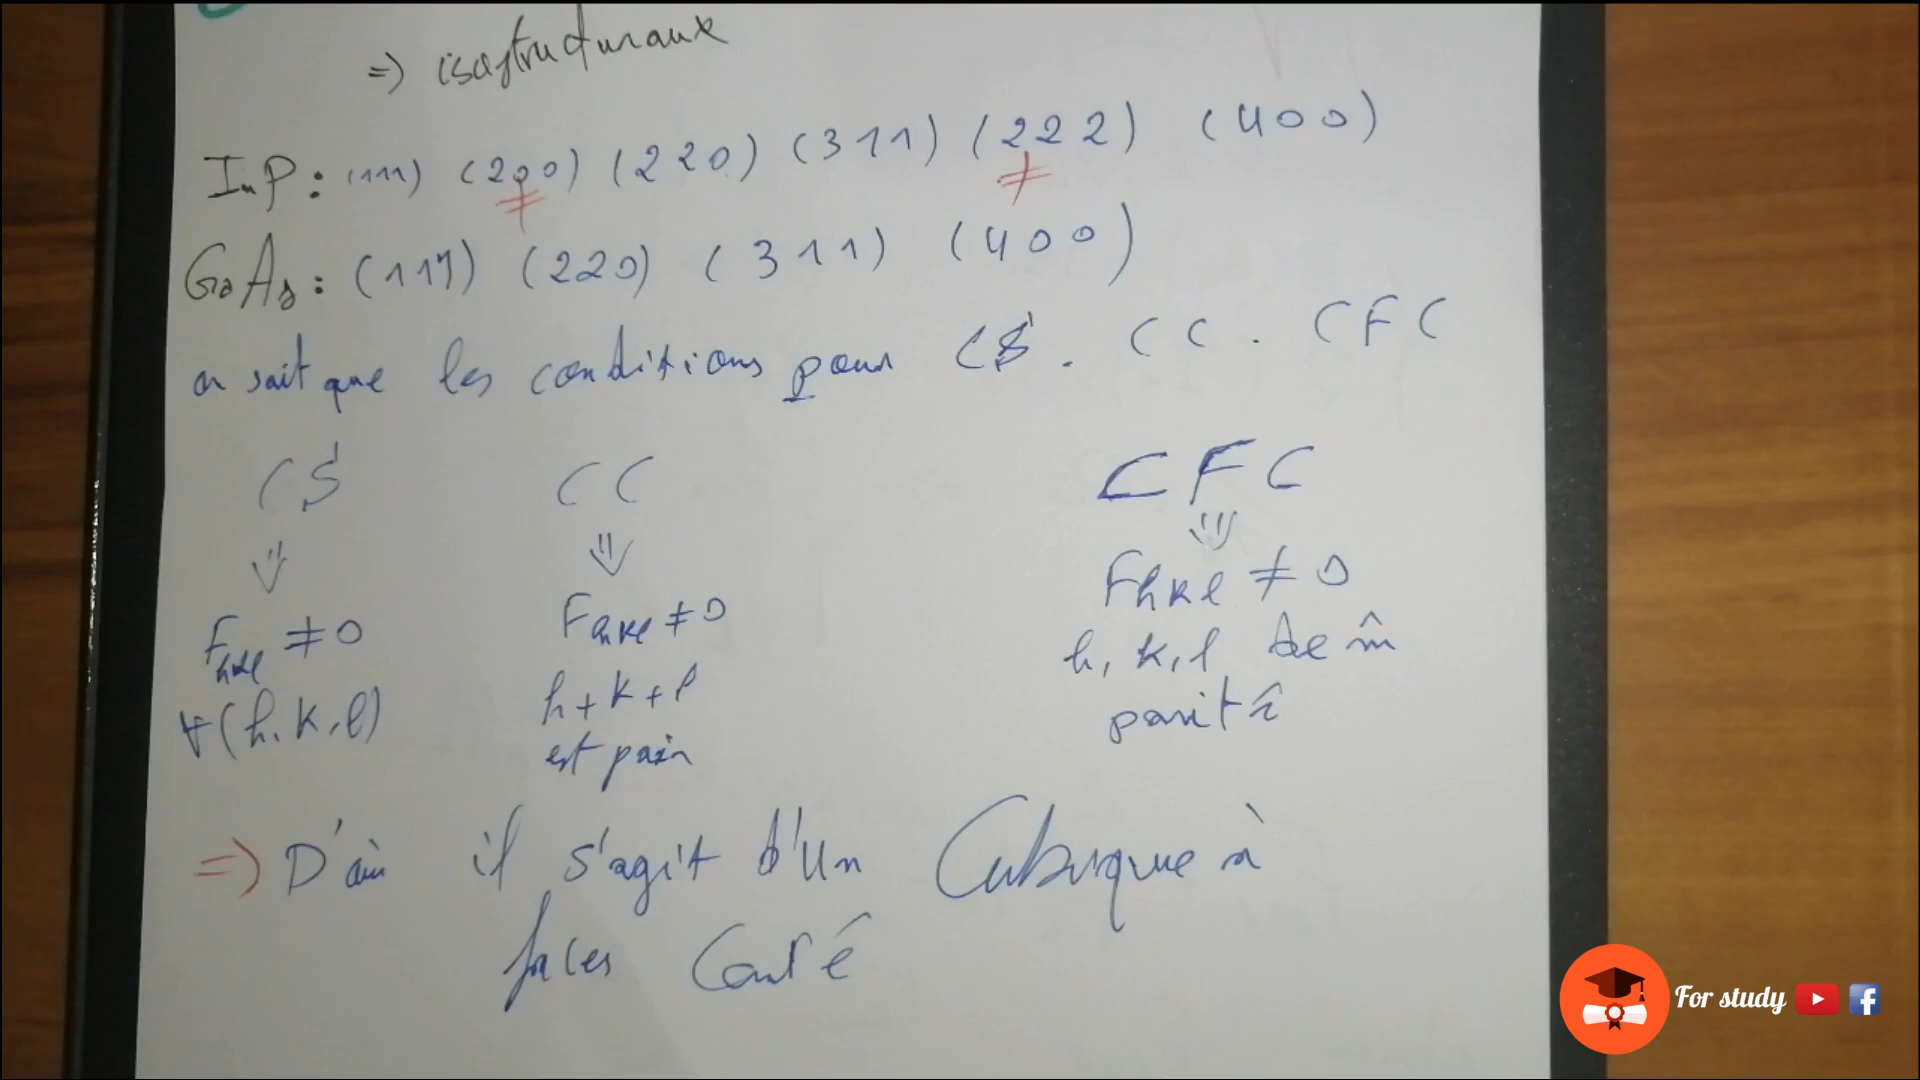 => isostructuraux
InP : (111) (200) (220) (311) (222) (400)
≠ ≠
GaAs : (111) (220) (311) (400)
on sait que les conditions pour CS . CC . CFC
CS CC CFC
⇓ ⇓ ⇓
Fhkl ≠ 0 Fhkl ≠ 0 Fhkl ≠ 0
∀(h,k,l) h+k+l h, k, l de m̂
est pair parité
=> D'où il s'agit d'un Cubique à
faces Centré
For study